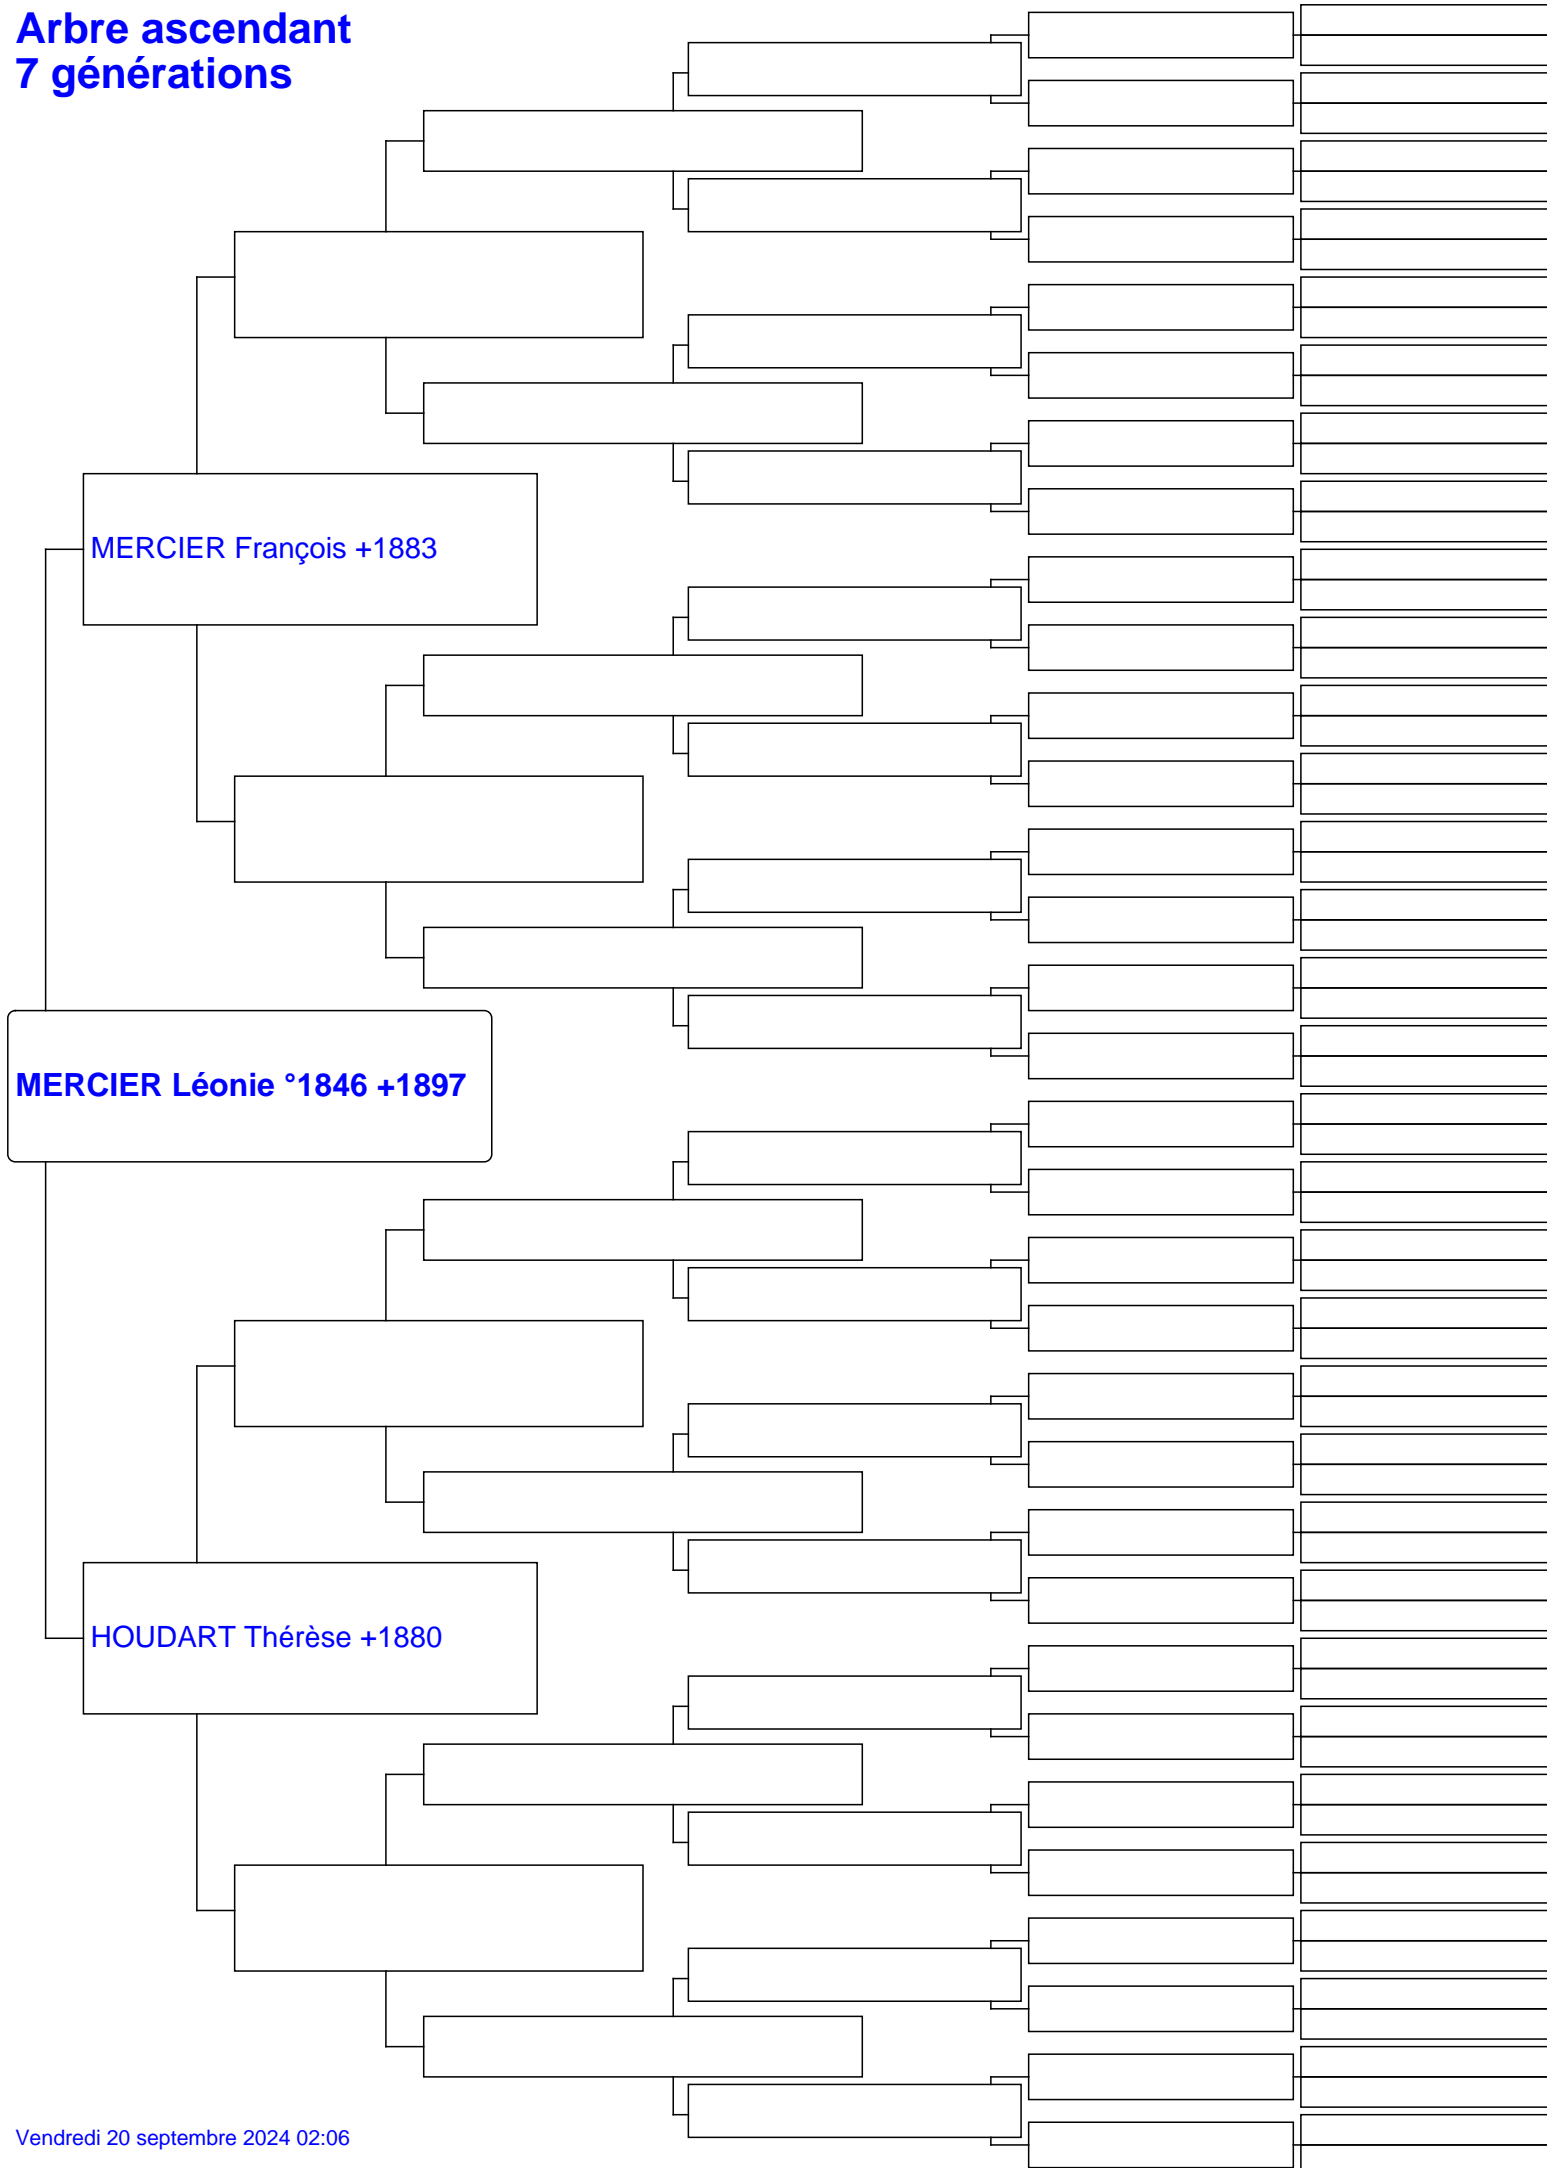 Arbre ascendant
7 générations
MERCIER François +1883
MERCIER Léonie °1846 +1897
HOUDART Thérèse +1880
Vendredi 20 septembre 2024 02:06